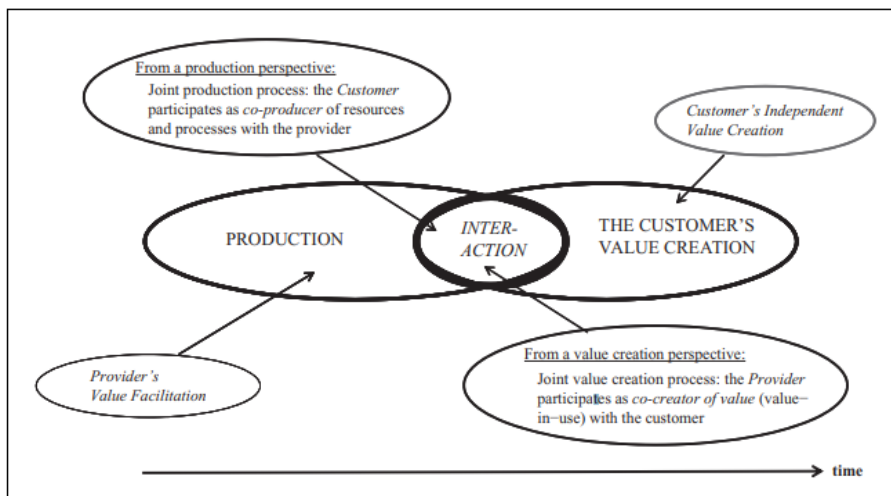 From a production perspective:
Joint production process: the Customer
participates as co-producer of resources
and processes with the provider
Customer's Independent
Value Creation
PRODUCTION
INTER-
ACTION
THE CUSTOMER'S
VALUE CREATION
Provider's
Value Facilitation
From a value creation perspective:
Joint value creation process: the Provider
participates as co-creator of value (value−
in−use) with the customer
time